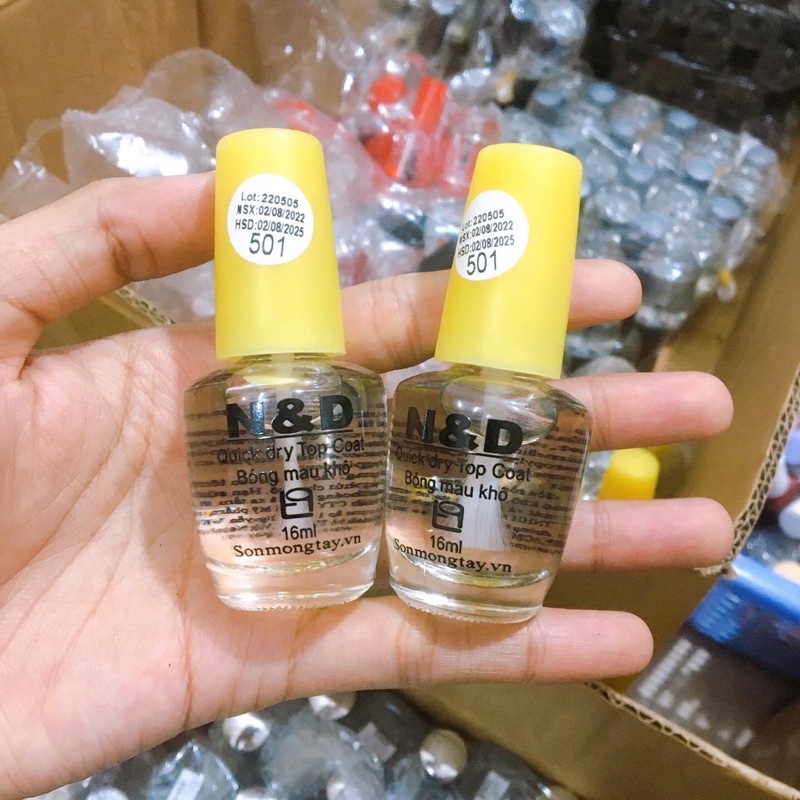 Lot: 220505
NSX:02/08/2022
HSD:02/08/2025
501
N&D
Quick dry Top Coat
Bóng mau khô
16ml
Sonmongtay.vn
Lot: 220505
NSX:02/08/2022
HSD:02/08/2025
501
N&D
Quick dry Top Coat
Bóng mau khô
16ml
Sonmongtay.vn